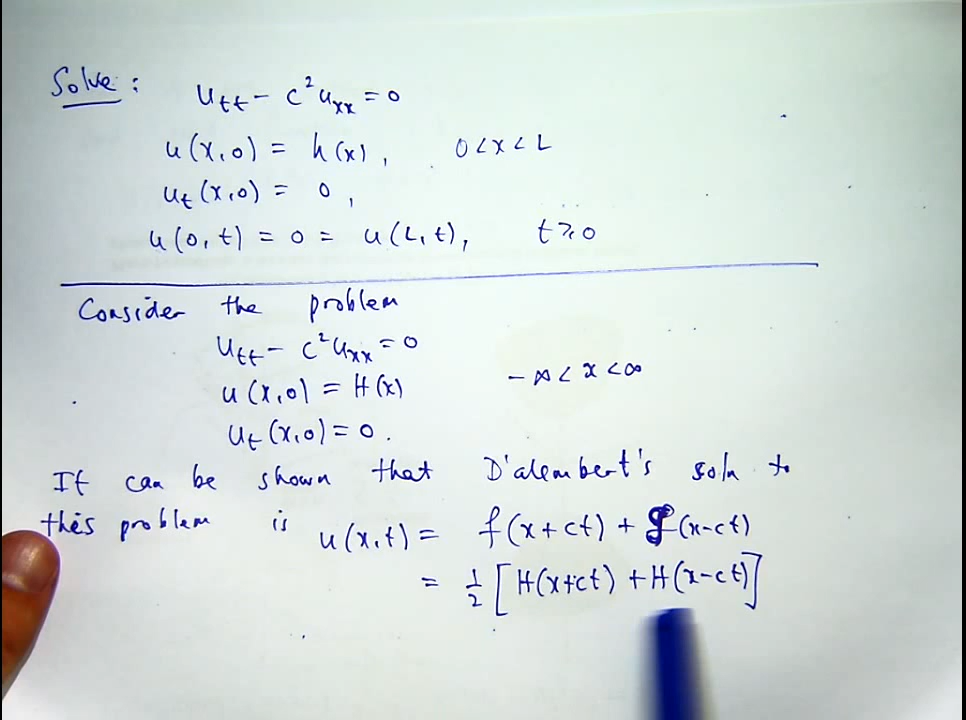 Solve: u_tt - c²u_xx = 0
u(x,0) = h(x), 0<x<L
u_t(x,0) = 0,
u(0,t) = 0 = u(L,t), t≥0
Consider the problem
u_tt - c²u_xx = 0
u(x,0) = H(x) -∞<x<∞
u_t(x,0) = 0.
It can be shown that D'alembert's soln to
this problem is u(x,t) = f(x+ct) + g(x-ct)
= 1/2 [H(x+ct) + H(x-ct)]